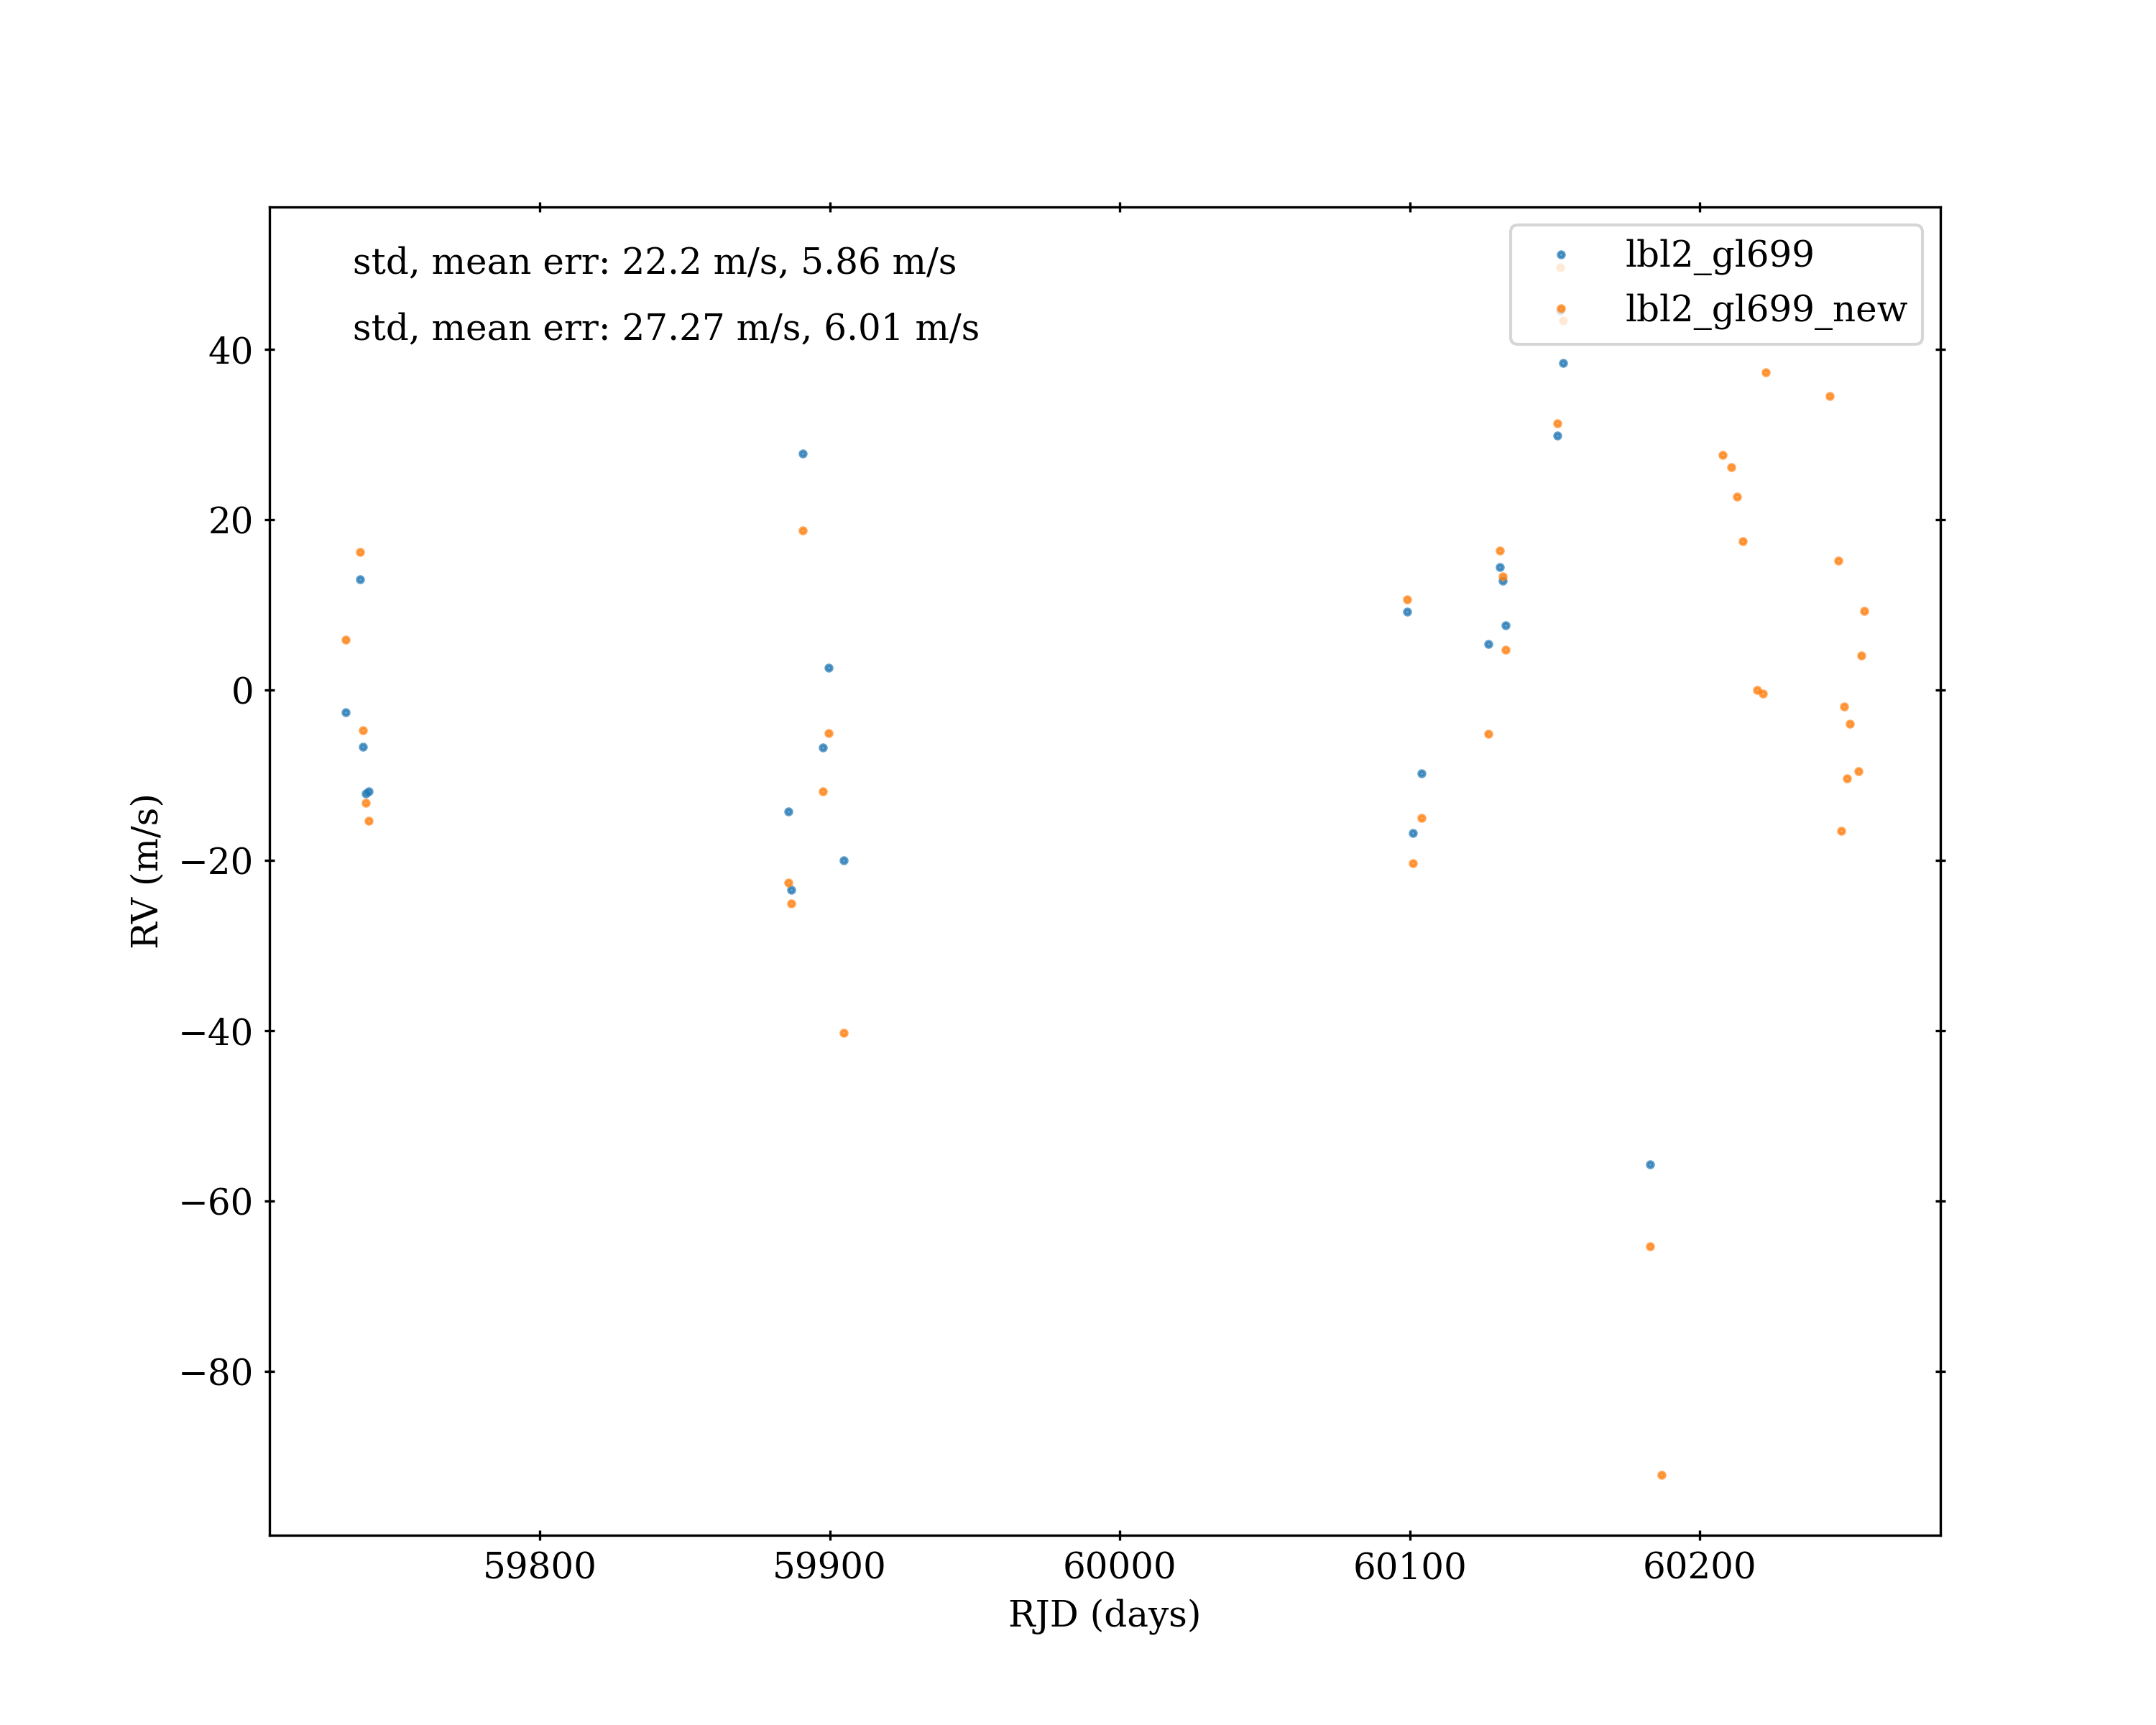 std, mean err: 22.2 m/s, 5.86 m/s
std, mean err: 27.27 m/s, 6.01 m/s
lbl2_gl699
lbl2_gl699_new
40
20
0
−20
−40
−60
−80
RV (m/s)
59800
59900
60000
60100
60200
RJD (days)